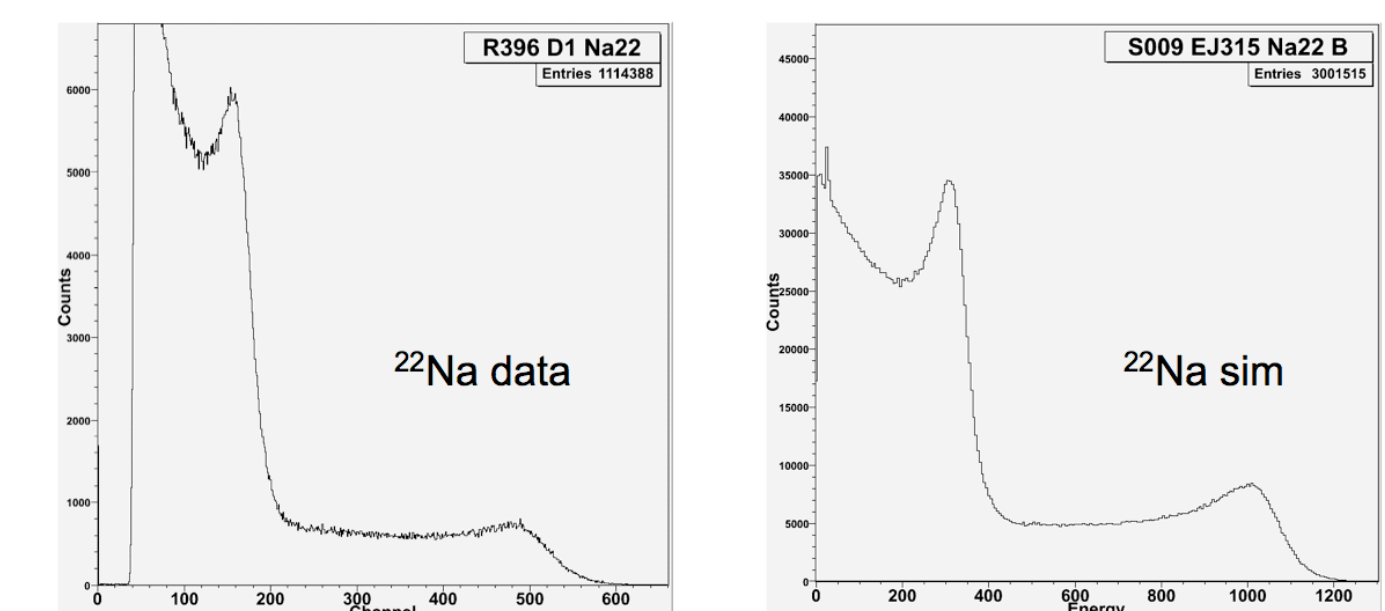 R396 D1 Na22
Entries 1114388
6000
5000
4000
3000
2000
1000
0
Counts
22Na data
0 100 200 300 400 500 600
Channel
S009 EJ315 Na22 B
Entries 3001515
45000
40000
35000
30000
25000
20000
15000
10000
5000
0
Counts
22Na sim
0 200 400 600 800 1000 1200
Energy